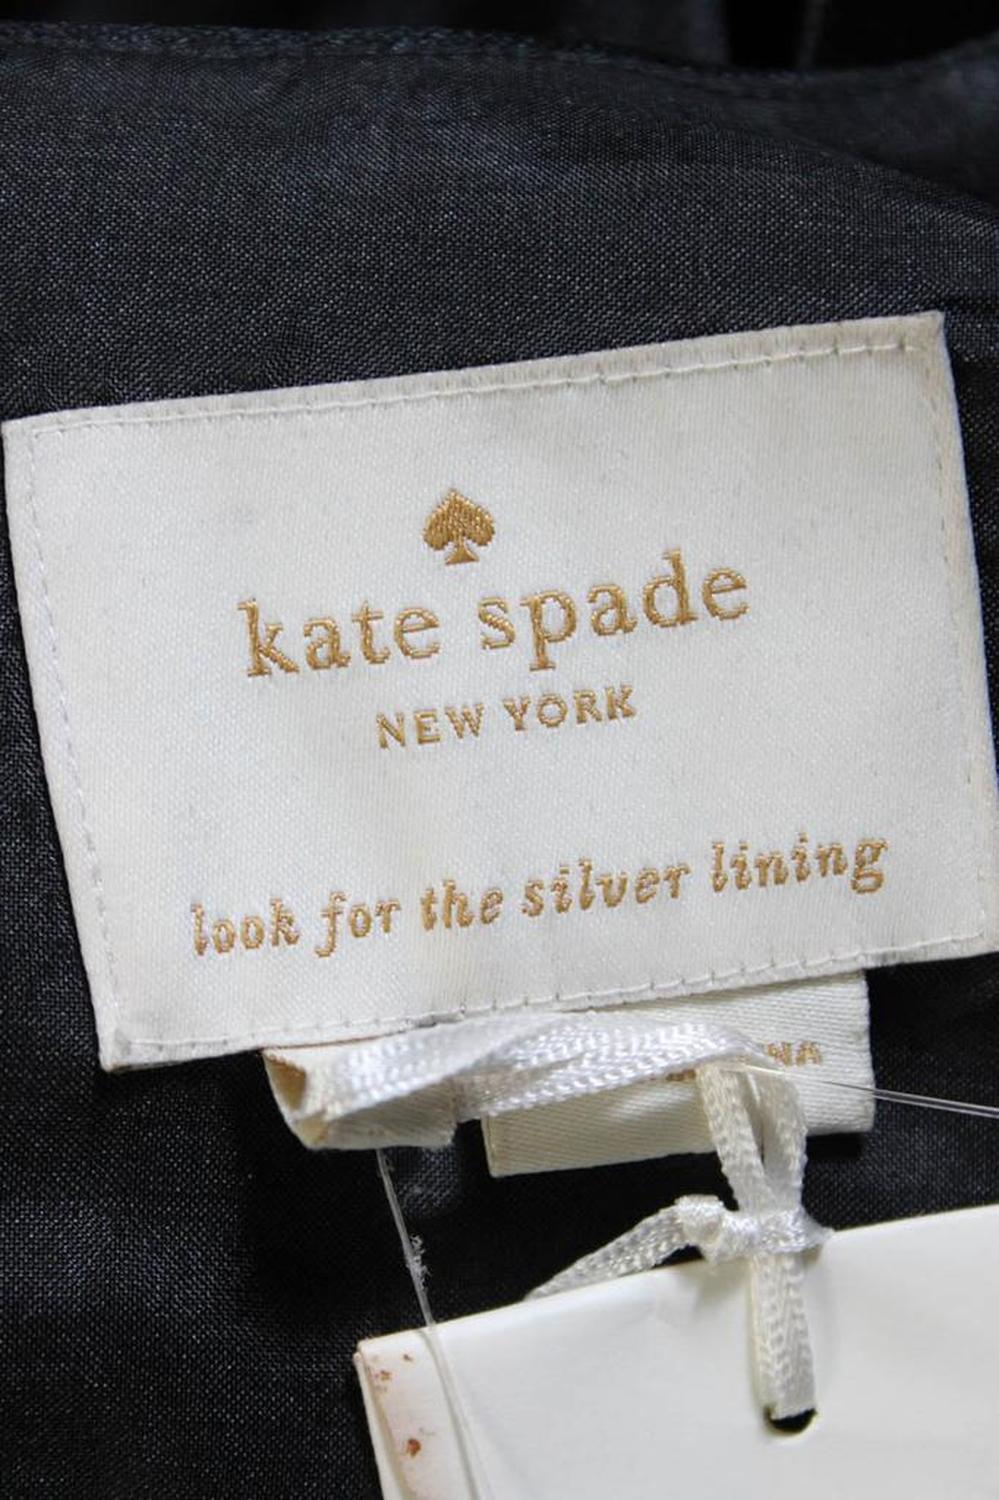 kate spade
NEW YORK
look for the silver lining